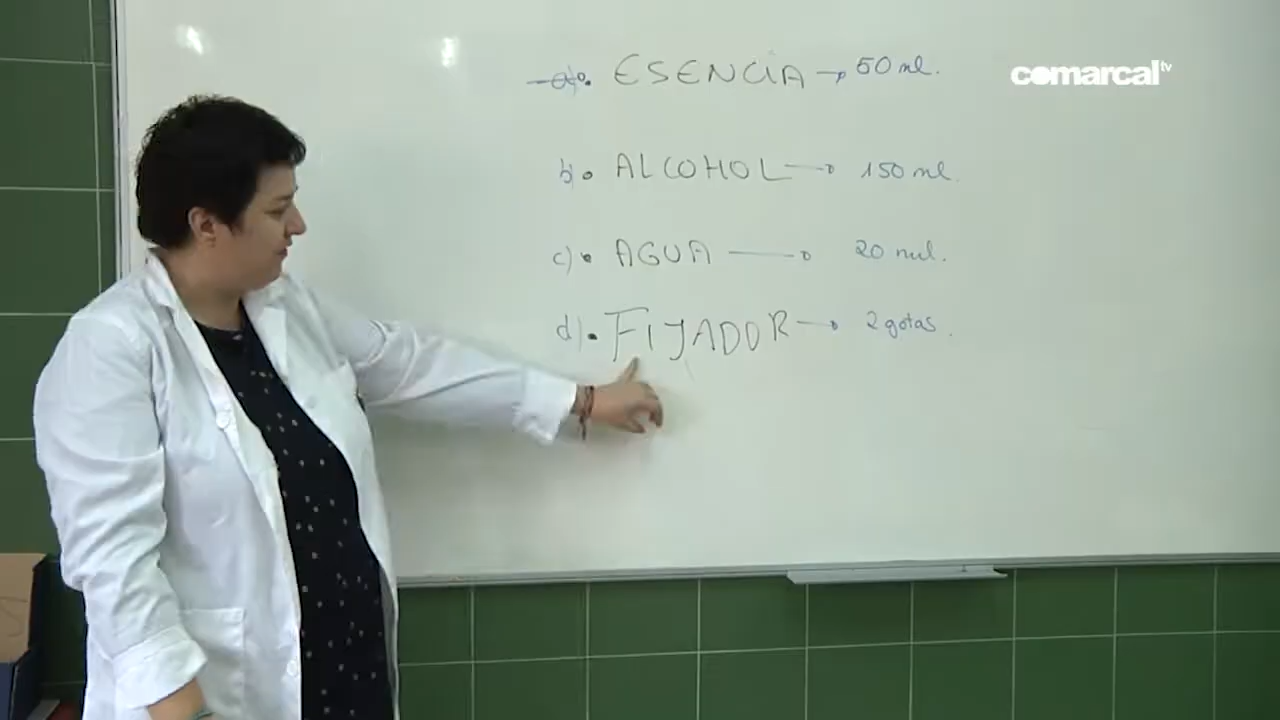 a) • ESENCIA → 50 ml.
comarcal tv
b) • ALCOHOL → 150 ml.
c) • AGUA → 20 ml.
d) • FIJADOR → 2 gotas.